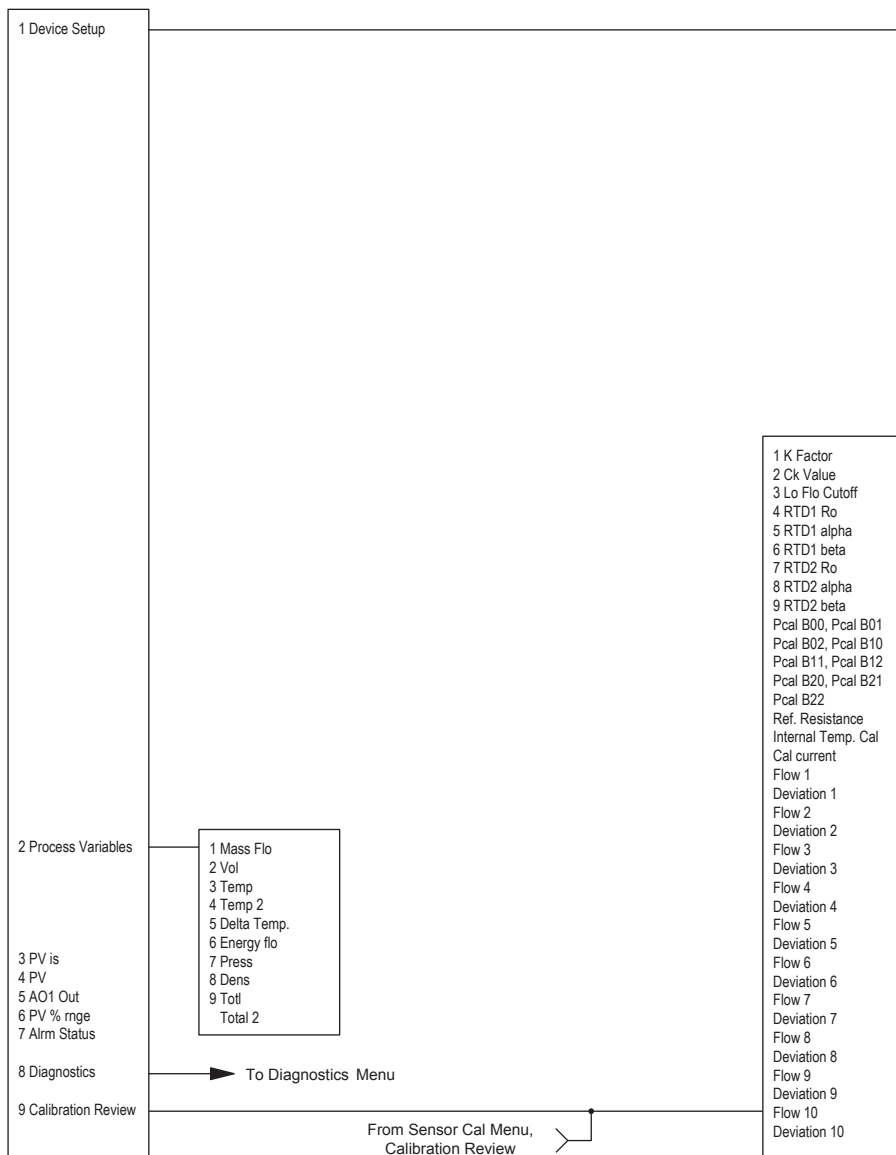 1 Device Setup
2 Process Variables
3 PV is
4 PV
5 AO1 Out
6 PV % rnge
7 Alrm Status
8 Diagnostics
9 Calibration Review
1 Mass Flo
2 Vol
3 Temp
4 Temp 2
5 Delta Temp.
6 Energy flo
7 Press
8 Dens
9 Totl
Total 2
To Diagnostics Menu
From Sensor Cal Menu,
Calibration Review
1 K Factor
2 Ck Value
3 Lo Flo Cutoff
4 RTD1 Ro
5 RTD1 alpha
6 RTD1 beta
7 RTD2 Ro
8 RTD2 alpha
9 RTD2 beta
Pcal B00, Pcal B01
Pcal B02, Pcal B10
Pcal B11, Pcal B12
Pcal B20, Pcal B21
Pcal B22
Ref. Resistance
Internal Temp. Cal
Cal current
Flow 1
Deviation 1
Flow 2
Deviation 2
Flow 3
Deviation 3
Flow 4
Deviation 4
Flow 5
Deviation 5
Flow 6
Deviation 6
Flow 7
Deviation 7
Flow 8
Deviation 8
Flow 9
Deviation 9
Flow 10
Deviation 10